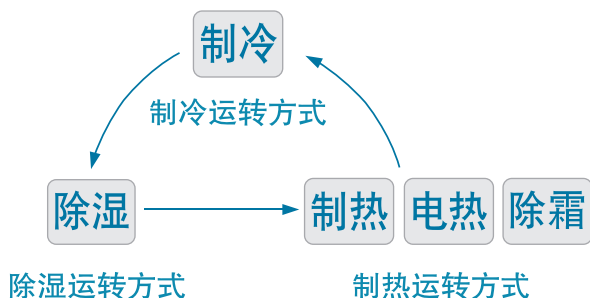 制冷
制冷运转方式
除湿
制热 电热 除霜
除湿运转方式
制热运转方式